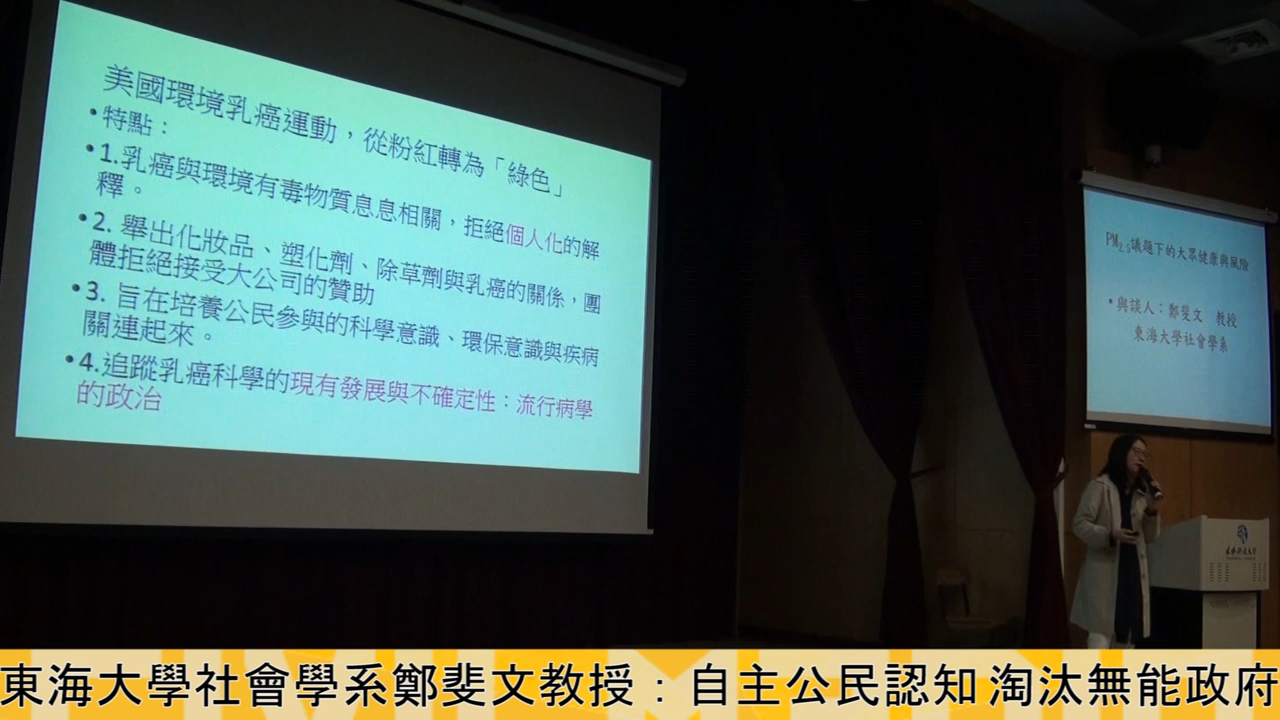 美國環境乳癌運動，從粉紅轉為「綠色」
•特點：
•1.乳癌與環境有毒物質息息相關，拒絕個人化的解
釋。
•2. 舉出化妝品、塑化劑、除草劑與乳癌的關係，團
體拒絕接受大公司的贊助
•3. 旨在培養公民參與的科學意識、環保意識與疾病
關連起來。
•4.追蹤乳癌科學的現有發展與不確定性：流行病學
的政治
PM2.5議題下的大眾健康與風險
•與談人：鄭斐文 教授
東海大學社會學系
東海大學社會學系鄭斐文教授：自主公民認知 淘汰無能政府